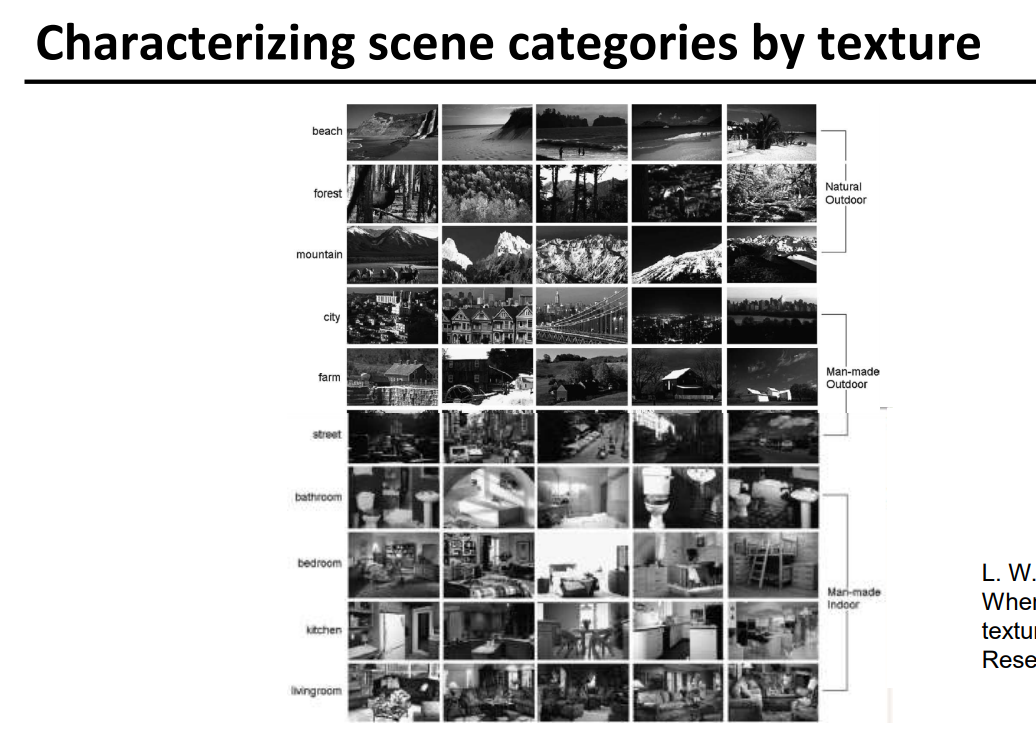 Characterizing scene categories by texture
beach
forest
Natural
Outdoor
mountain
city
farm
Man-made
Outdoor
street
bathroom
bedroom
Man-made
Indoor
kitchen
livingroom
L. W.
When
textur
Rese